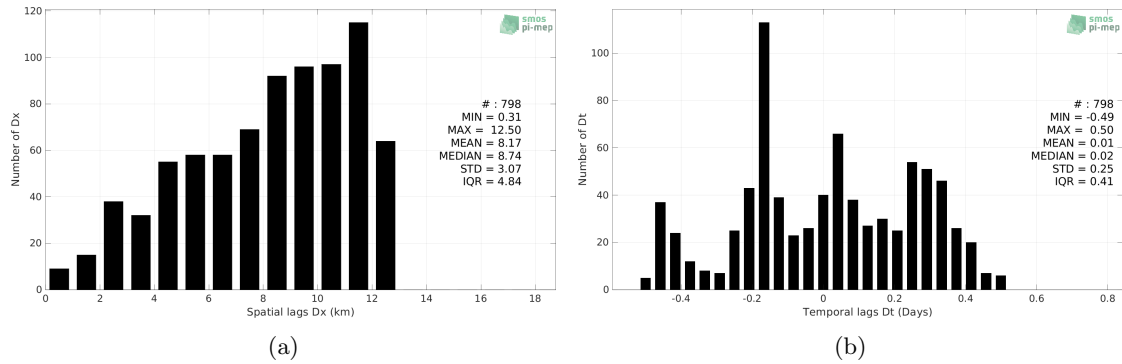 120
100
80
60
40
20
0
Number of Dx
0 2 4 6 8 10 12 14 16 18
Spatial lags Dx (km)
smos
pi-mep
# : 798
MIN = 0.31
MAX = 12.50
MEAN = 8.17
MEDIAN = 8.74
STD = 3.07
IQR = 4.84
(a)
100
80
60
40
20
0
Number of Dt
-0.4 -0.2 0 0.2 0.4 0.6 0.8
Temporal lags Dt (Days)
smos
pi-mep
# : 798
MIN = -0.49
MAX = 0.50
MEAN = 0.01
MEDIAN = 0.02
STD = 0.25
IQR = 0.41
(b)